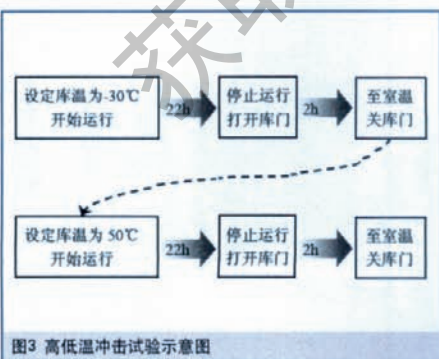 获取
设定库温为-30℃
开始运行
22h
停止运行
打开库门
2h
至室温
关库门
设定库温为 50℃
开始运行
22h
停止运行
打开库门
2h
至室温
关库门
图3 高低温冲击试验示意图